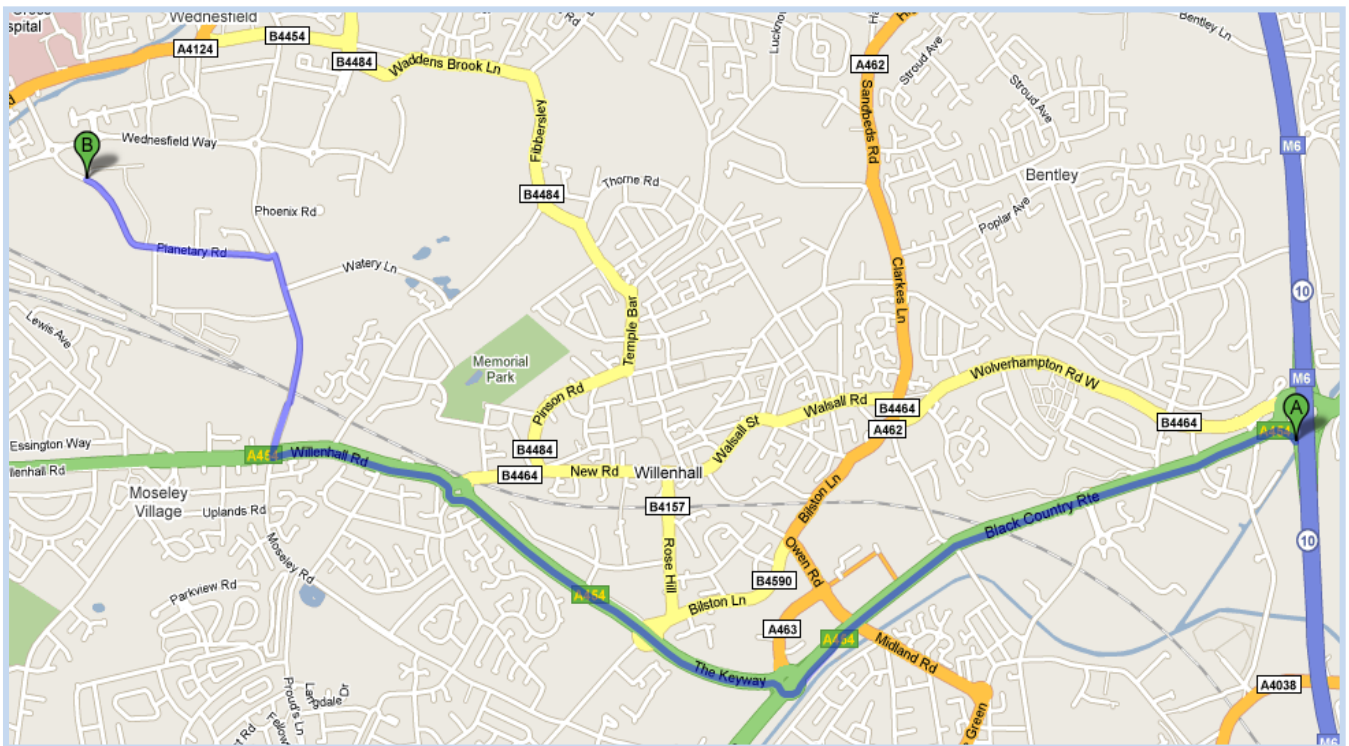 Wednesfield
spital
B4454
A4124
B4484
Waddens Brook Ln
A462
Stroud Ave
Bentley Ln
Sandbeds Rd
Stroud Ave
Fibbersley
Wednesfield Way
B
M6
Thorne Rd
Bentley
B4484
Phoenix Rd
Poplar Ave
Planetary Rd
Watery Ln
Clarkes Ln
10
Lewis Ave
Temple Bar
Memorial
Park
Wolverhampton Rd W
M6
Pinson Rd
Walsall Rd
B4464
A
B4464
A462
Walsall St
Essington Way
Willenhall Rd
B4484
lenhall Rd
B4464
New Rd
Willenhall
Moseley
Village
Uplands Rd
B4157
Bilston Ln
Black Country Rte
10
Moseley Rd
Rose Hill
Owen Rd
Parkview Rd
A454
B4590
Bilston Ln
A463
A454
Midland Rd
The Keyway
Proud's Ln
Langdale Dr
A4038
Green
M6